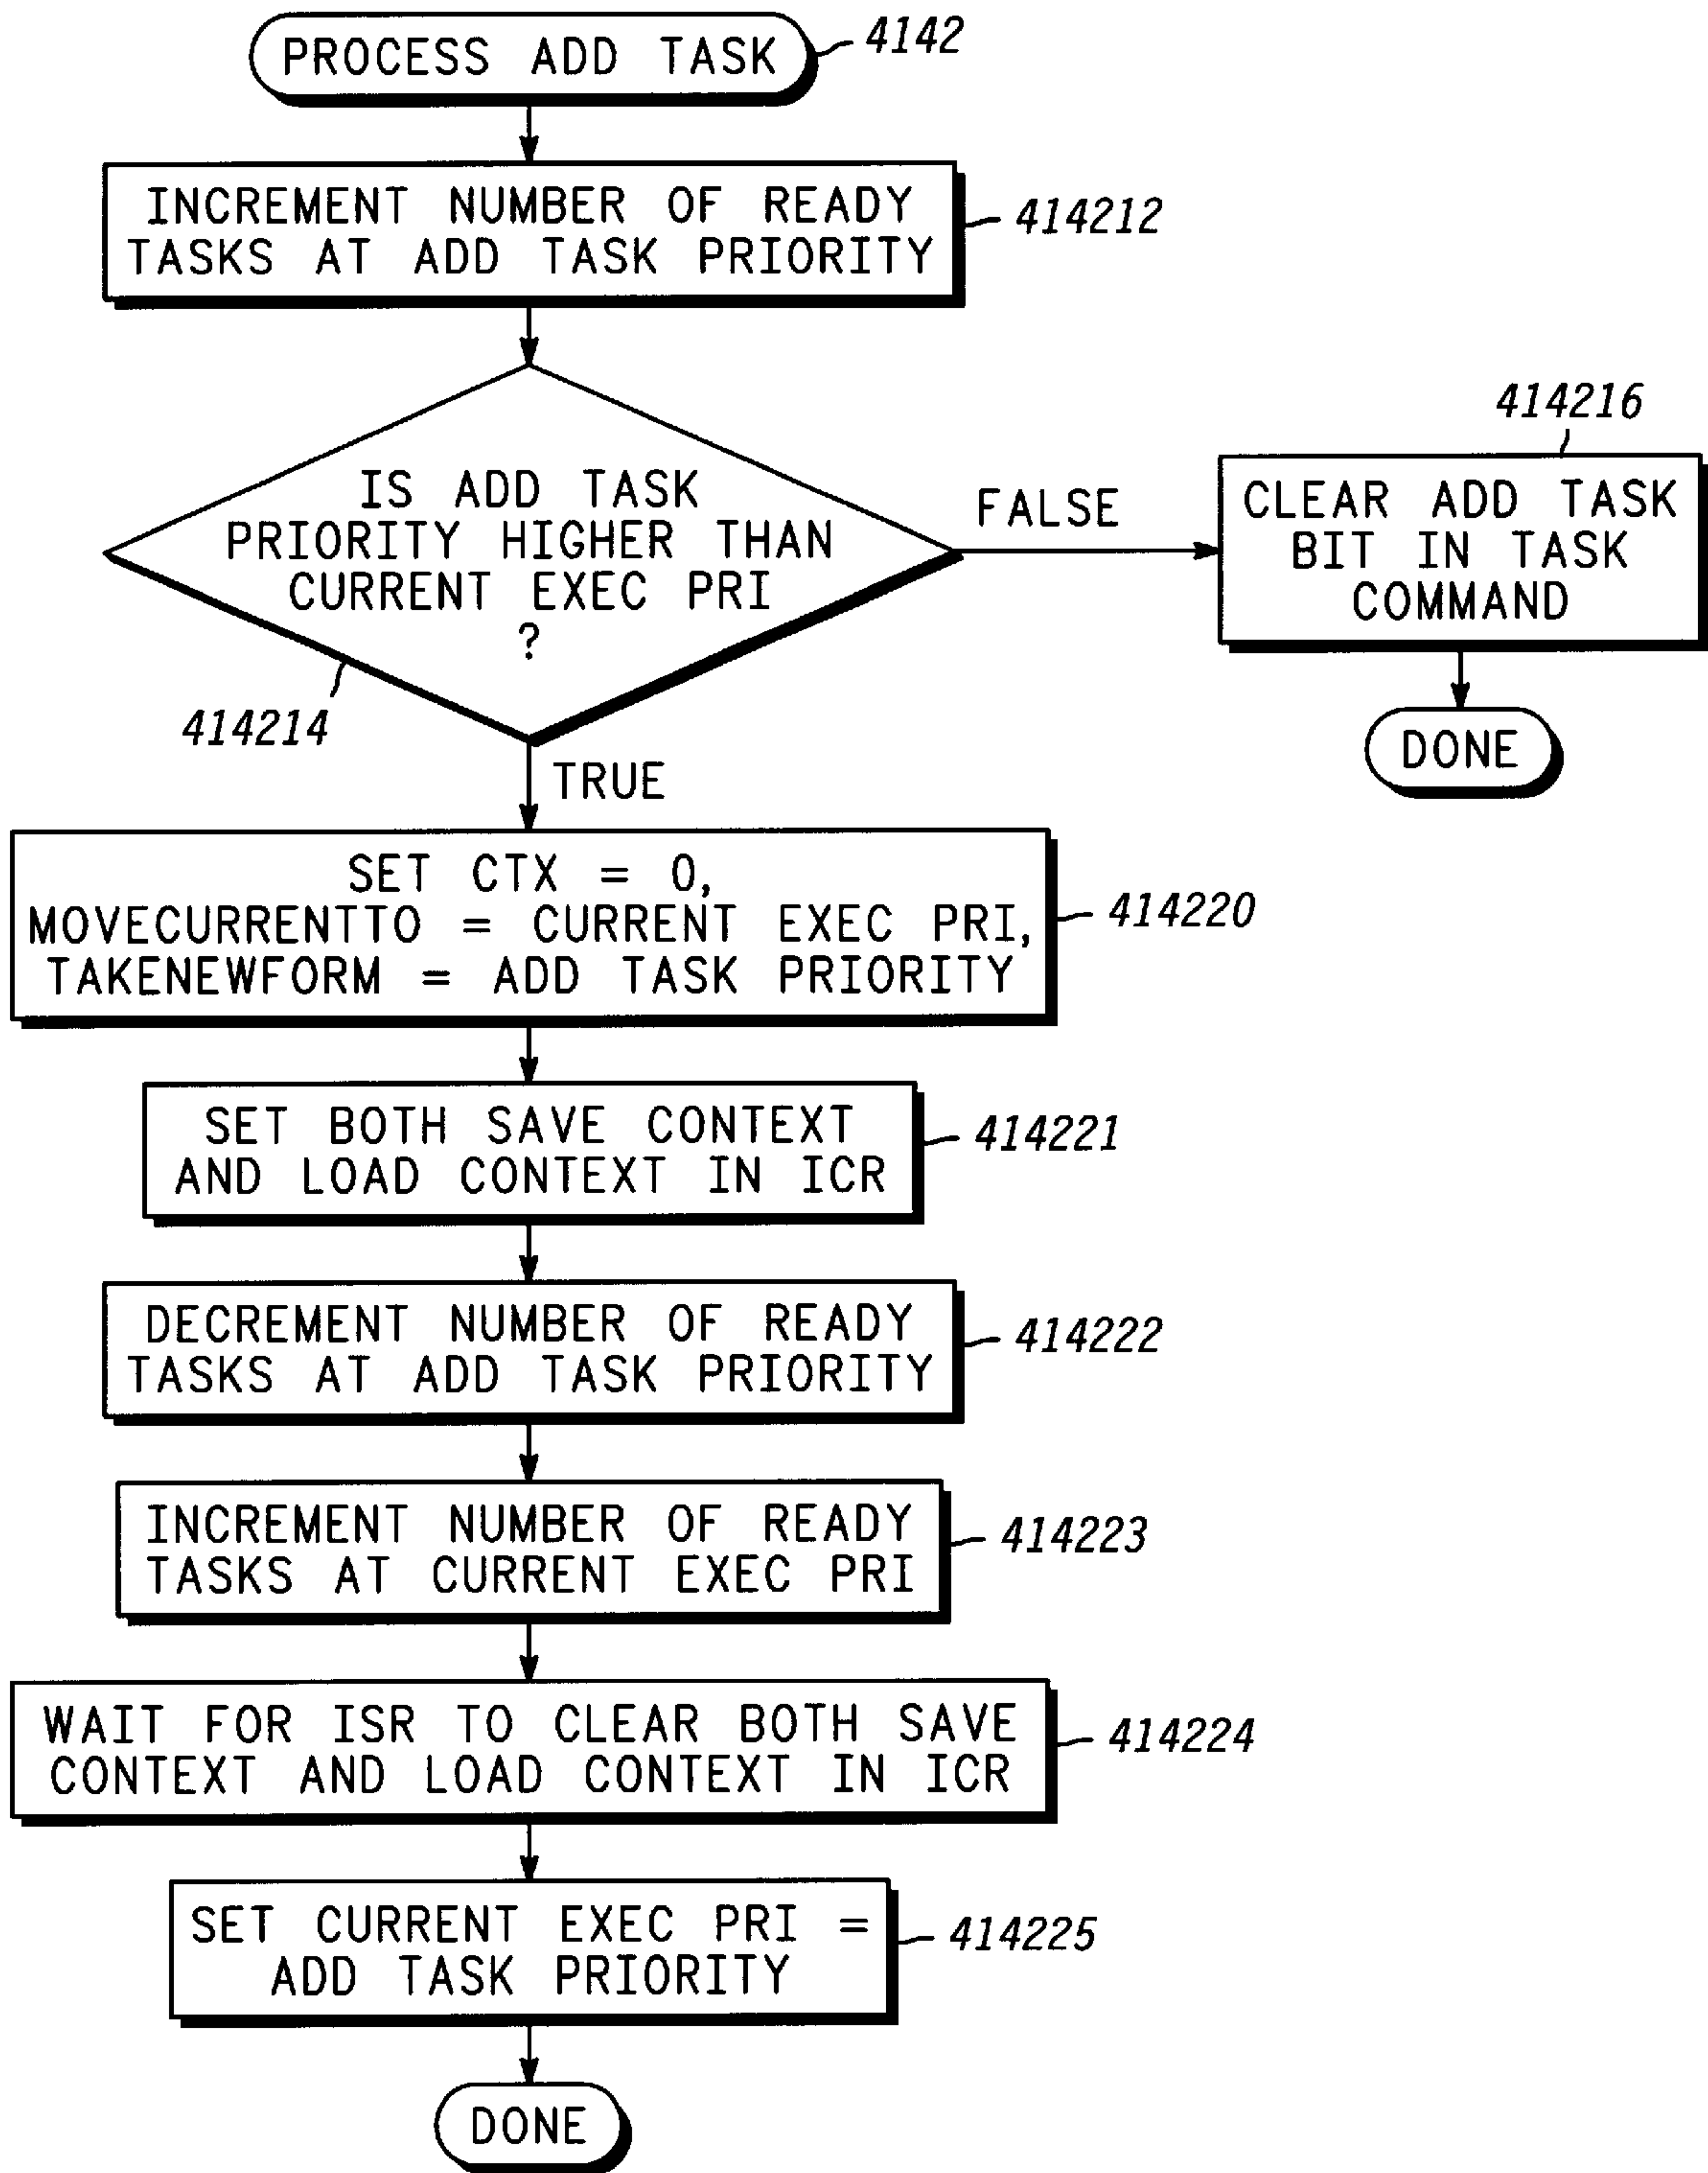 PROCESS ADD TASK
4142
INCREMENT NUMBER OF READY
TASKS AT ADD TASK PRIORITY
414212
IS ADD TASK
PRIORITY HIGHER THAN
CURRENT EXEC PRI
?
414214
FALSE
414216
CLEAR ADD TASK
BIT IN TASK
COMMAND
DONE
TRUE
SET CTX = 0,
MOVECURRENTTO = CURRENT EXEC PRI,
TAKENEWFORM = ADD TASK PRIORITY
414220
SET BOTH SAVE CONTEXT
AND LOAD CONTEXT IN ICR
414221
DECREMENT NUMBER OF READY
TASKS AT ADD TASK PRIORITY
414222
INCREMENT NUMBER OF READY
TASKS AT CURRENT EXEC PRI
414223
WAIT FOR ISR TO CLEAR BOTH SAVE
CONTEXT AND LOAD CONTEXT IN ICR
414224
SET CURRENT EXEC PRI =
ADD TASK PRIORITY
414225
DONE